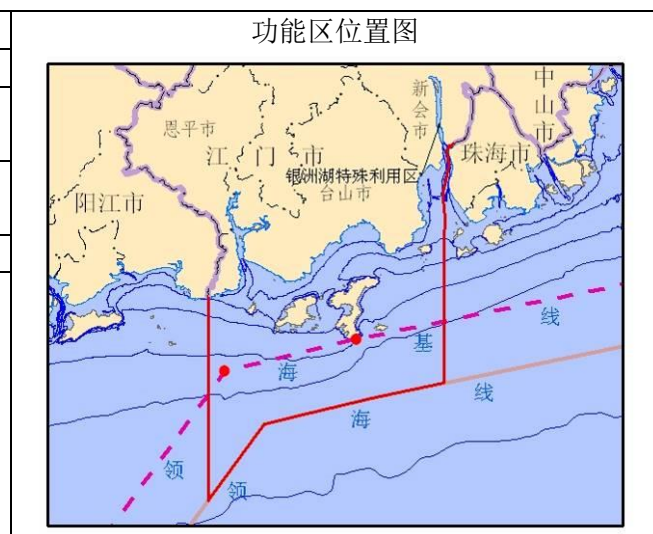 功能区位置图
中山市
新会市
恩平市
江门市
珠海市
银洲湖特殊利用区
台山市
阳江市
领海基线
领海线